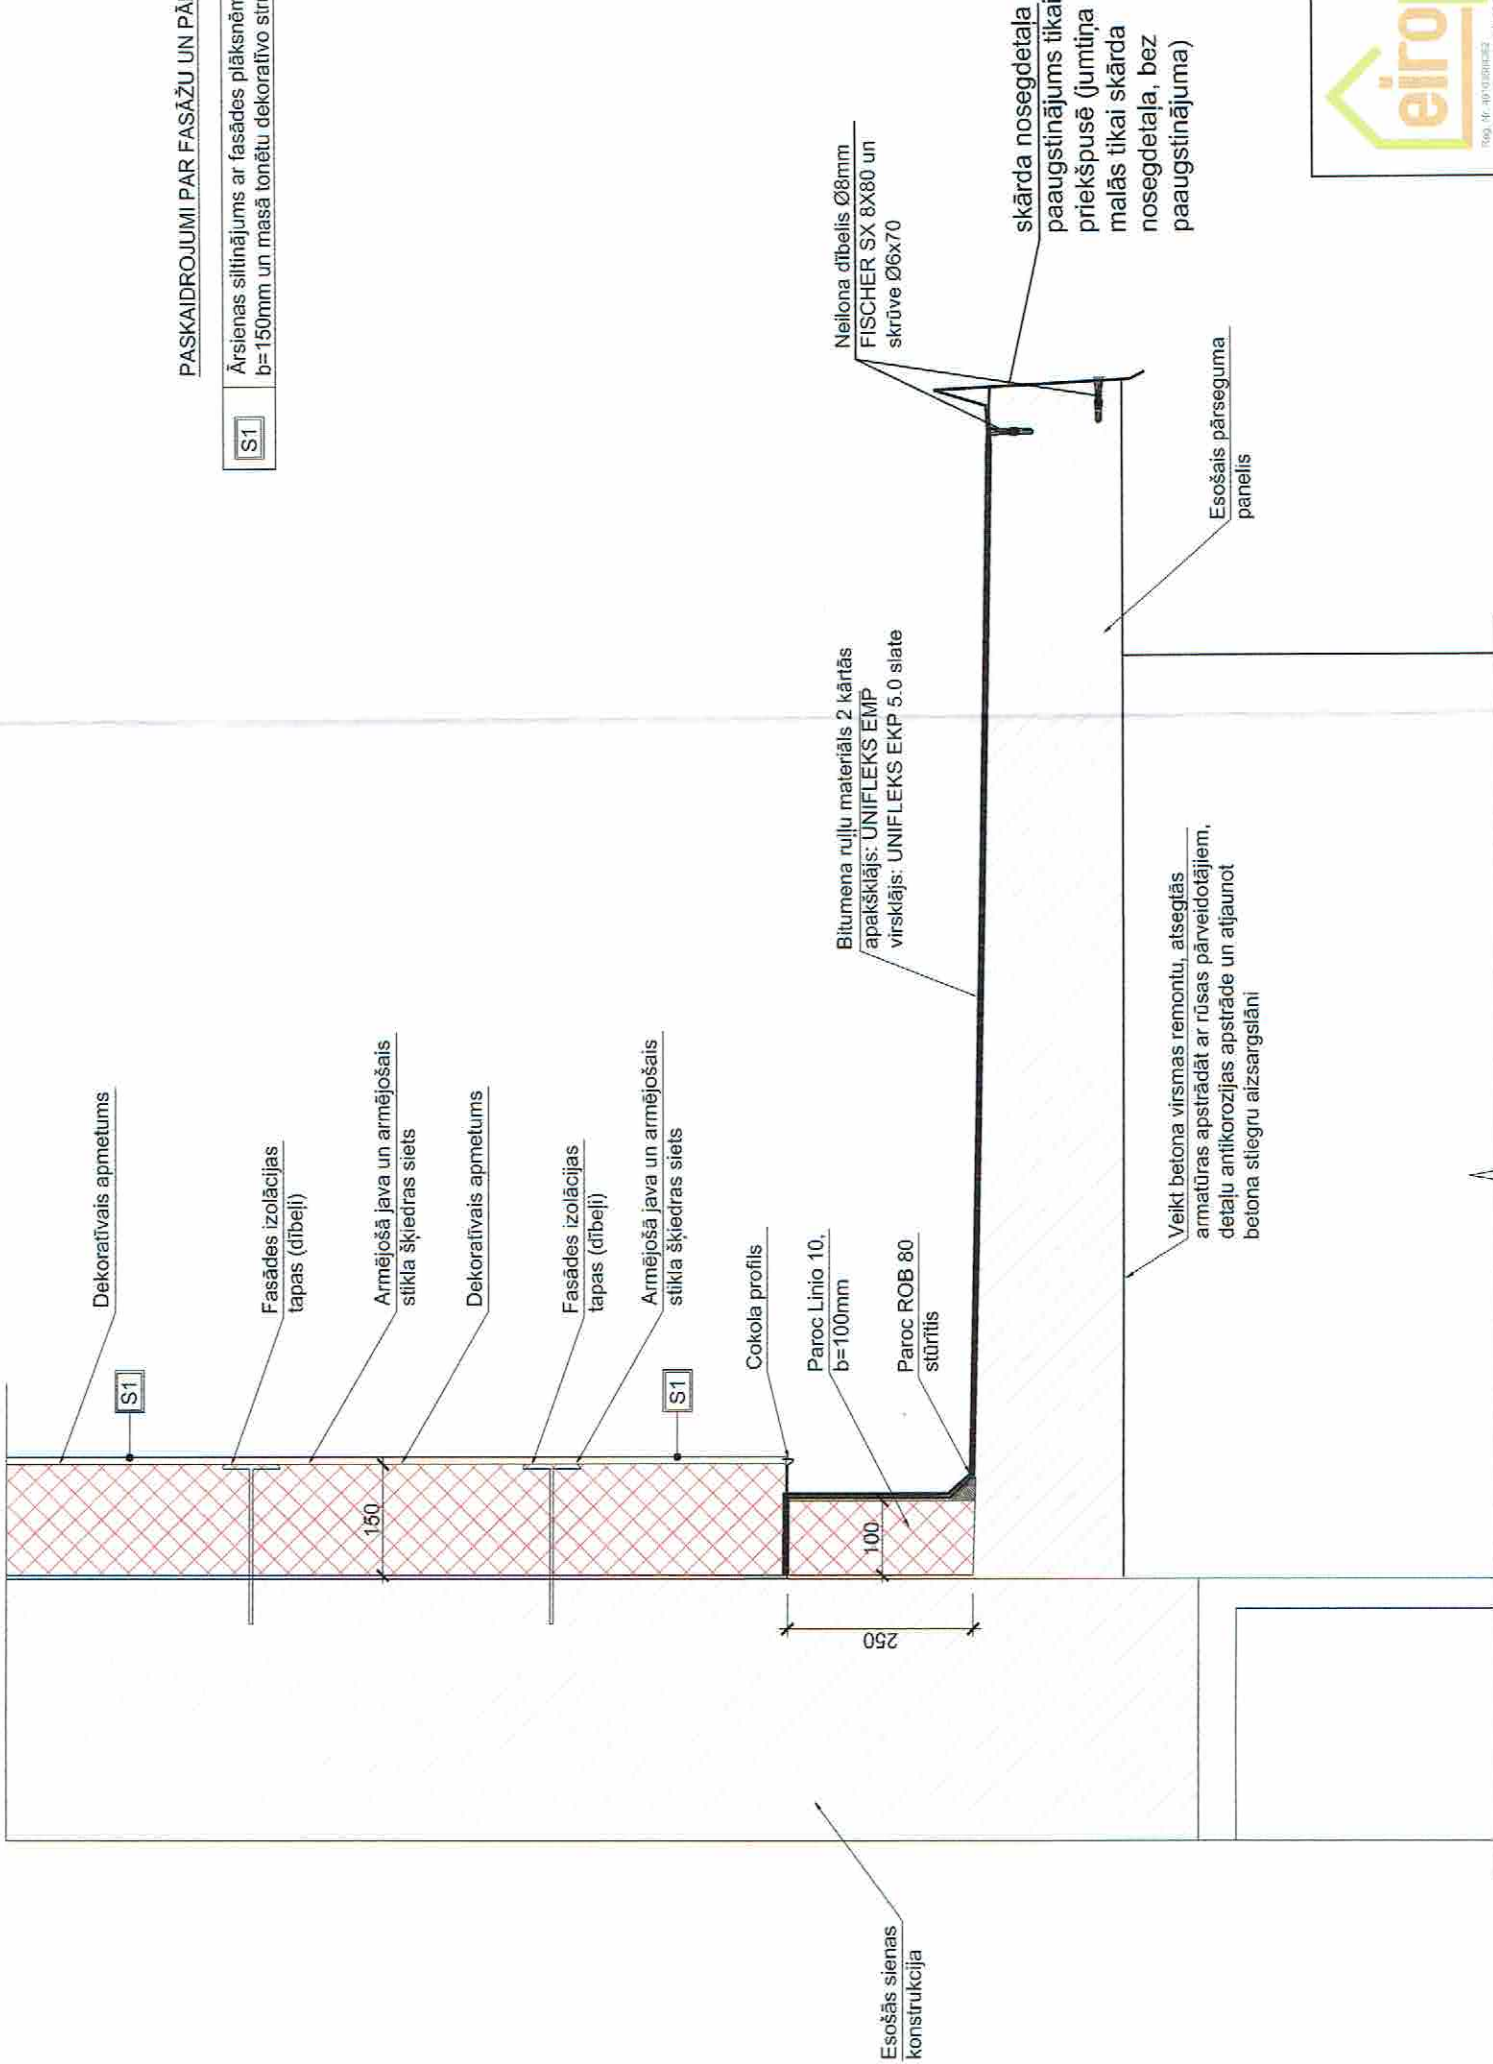 PASKAIDROJUMI PAR FASĀŽU UN
S1
Ārsienas siltinājums ar fasādes plāksnēm
b=150mm un masā tonētu dekoratīvo
Dekoratīvais apmetums
S1
Fasādes izolācijas
tapas (dībeļi)
Armējošā java un armējošais
stikla šķiedras siets
150
Dekoratīvais apmetums
Fasādes izolācijas
tapas (dībeļi)
Armējošā java un armējošais
stikla šķiedras siets
S1
Cokola profils
Paroc Linio 10,
b=100mm
100
Paroc ROB 80
stūrītis
250
Esošās sienas
konstrukcija
Bitumena ruļļu materiāls 2 kārtās
apakšklājs: UNIFLEKS EMP
virsklājs: UNIFLEKS EKP 5.0 slate
Neilona dībelis Ø8mm
FISCHER SX 8X80 un
skrūve Ø6x70
skārda nosegdetaļa
paaugstinājums tikai
priekšpusē (jumtiņa
malās tikai skārda
nosegdetaļa, bez
paaugstinājuma)
Esošais pārseguma
panelis
Veikt betona virsmas remontu, atsegtās
armatūras apstrādāt ar rūsas pārveidotājiem,
detaļu antikorozijas apstrāde un atjaunot
betona stiegru aizsargslāni
eiro
Reg. Nr.